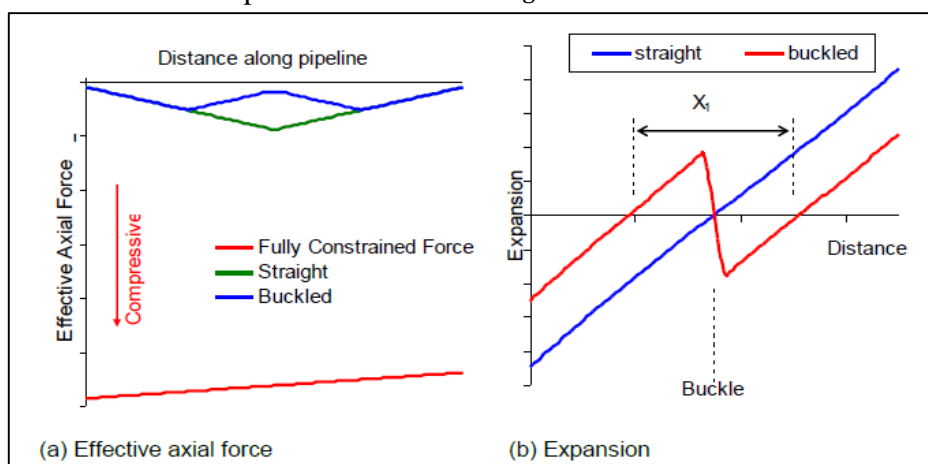 Distance along pipeline
Effective Axial Force
Compressive
Fully Constrained Force
Straight
Buckled
(a) Effective axial force
straight
buckled
X₁
Expansion
Distance
Buckle
(b) Expansion